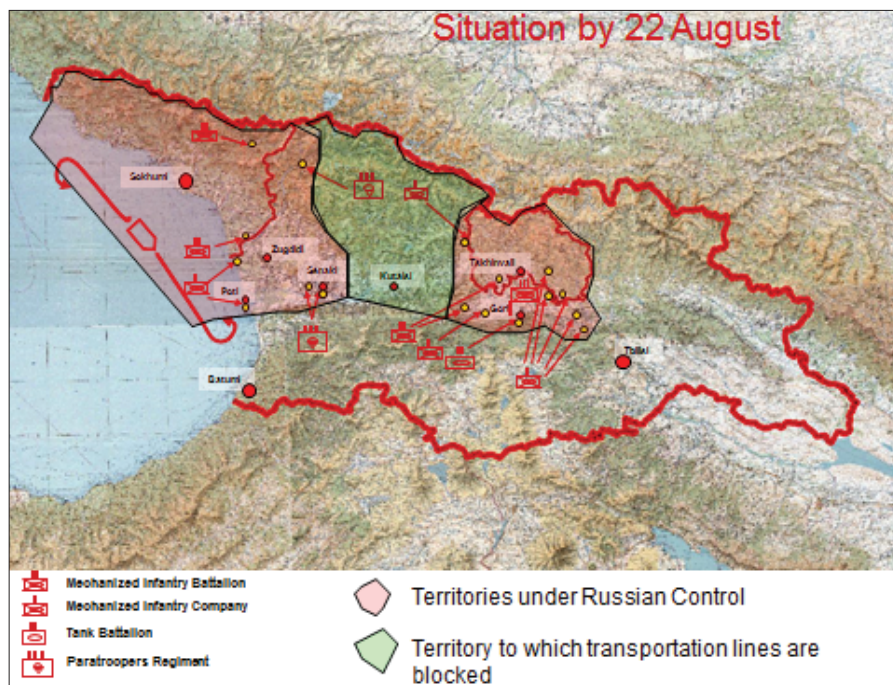 Situation by 22 August
Sokhumi
Zugdidi
Senaki
Poti
Kutaisi
Tskhinvali
Gori
Tbilisi
Batumi
Mechanized Infantry Battalion
Mechanized Infantry Company
Tank Battalion
Paratroopers Regiment
Territories under Russian Control
Territory to which transportation lines are
blocked